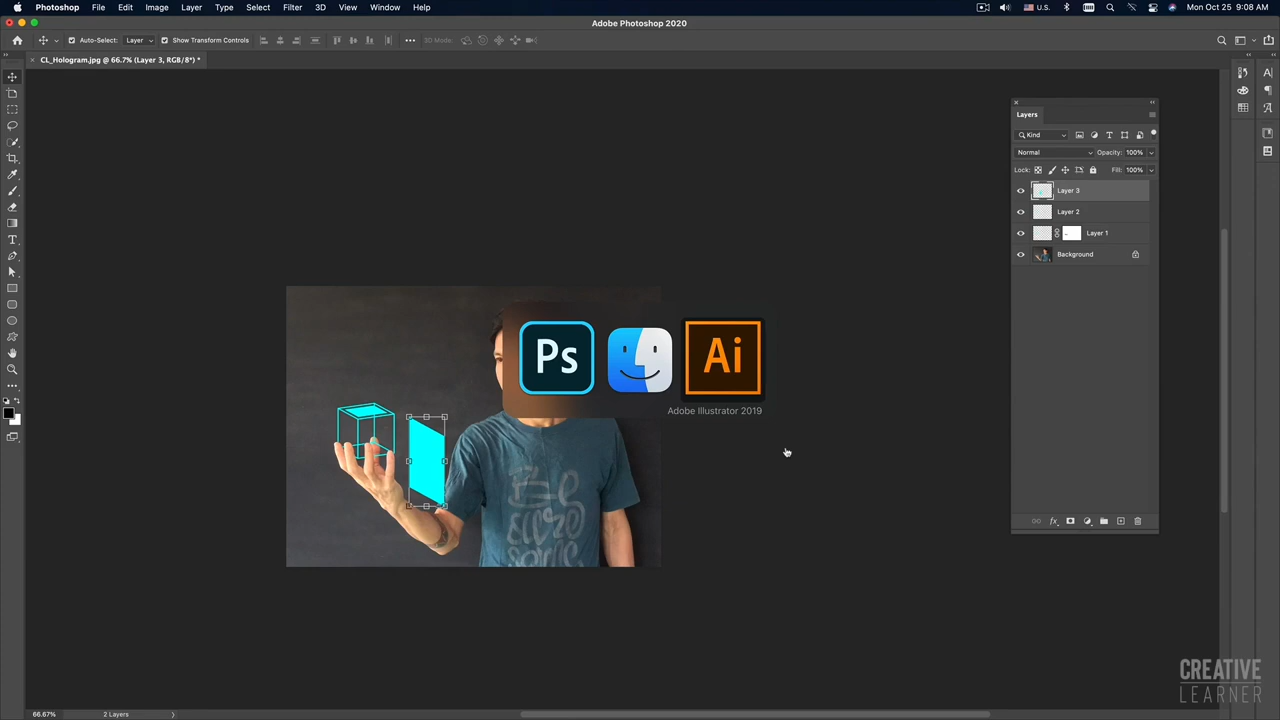 Photoshop File Edit Image Layer Type Select Filter 3D View Window Help U.S. Mon Oct 25 9:08 AM
Adobe Photoshop 2020
Auto-Select: Layer Show Transform Controls 3D Mode:
CL_Hologram.jpg @ 66.7% (Layer 3, RGB/8*) *
Layers
Kind
Normal Opacity: 100%
Lock: Fill: 100%
Layer 3
Layer 2
Layer 1
Background
Ps Ai
Adobe Illustrator 2019
fx
CREATIVE
LEARNER
66.67% 2 Layers